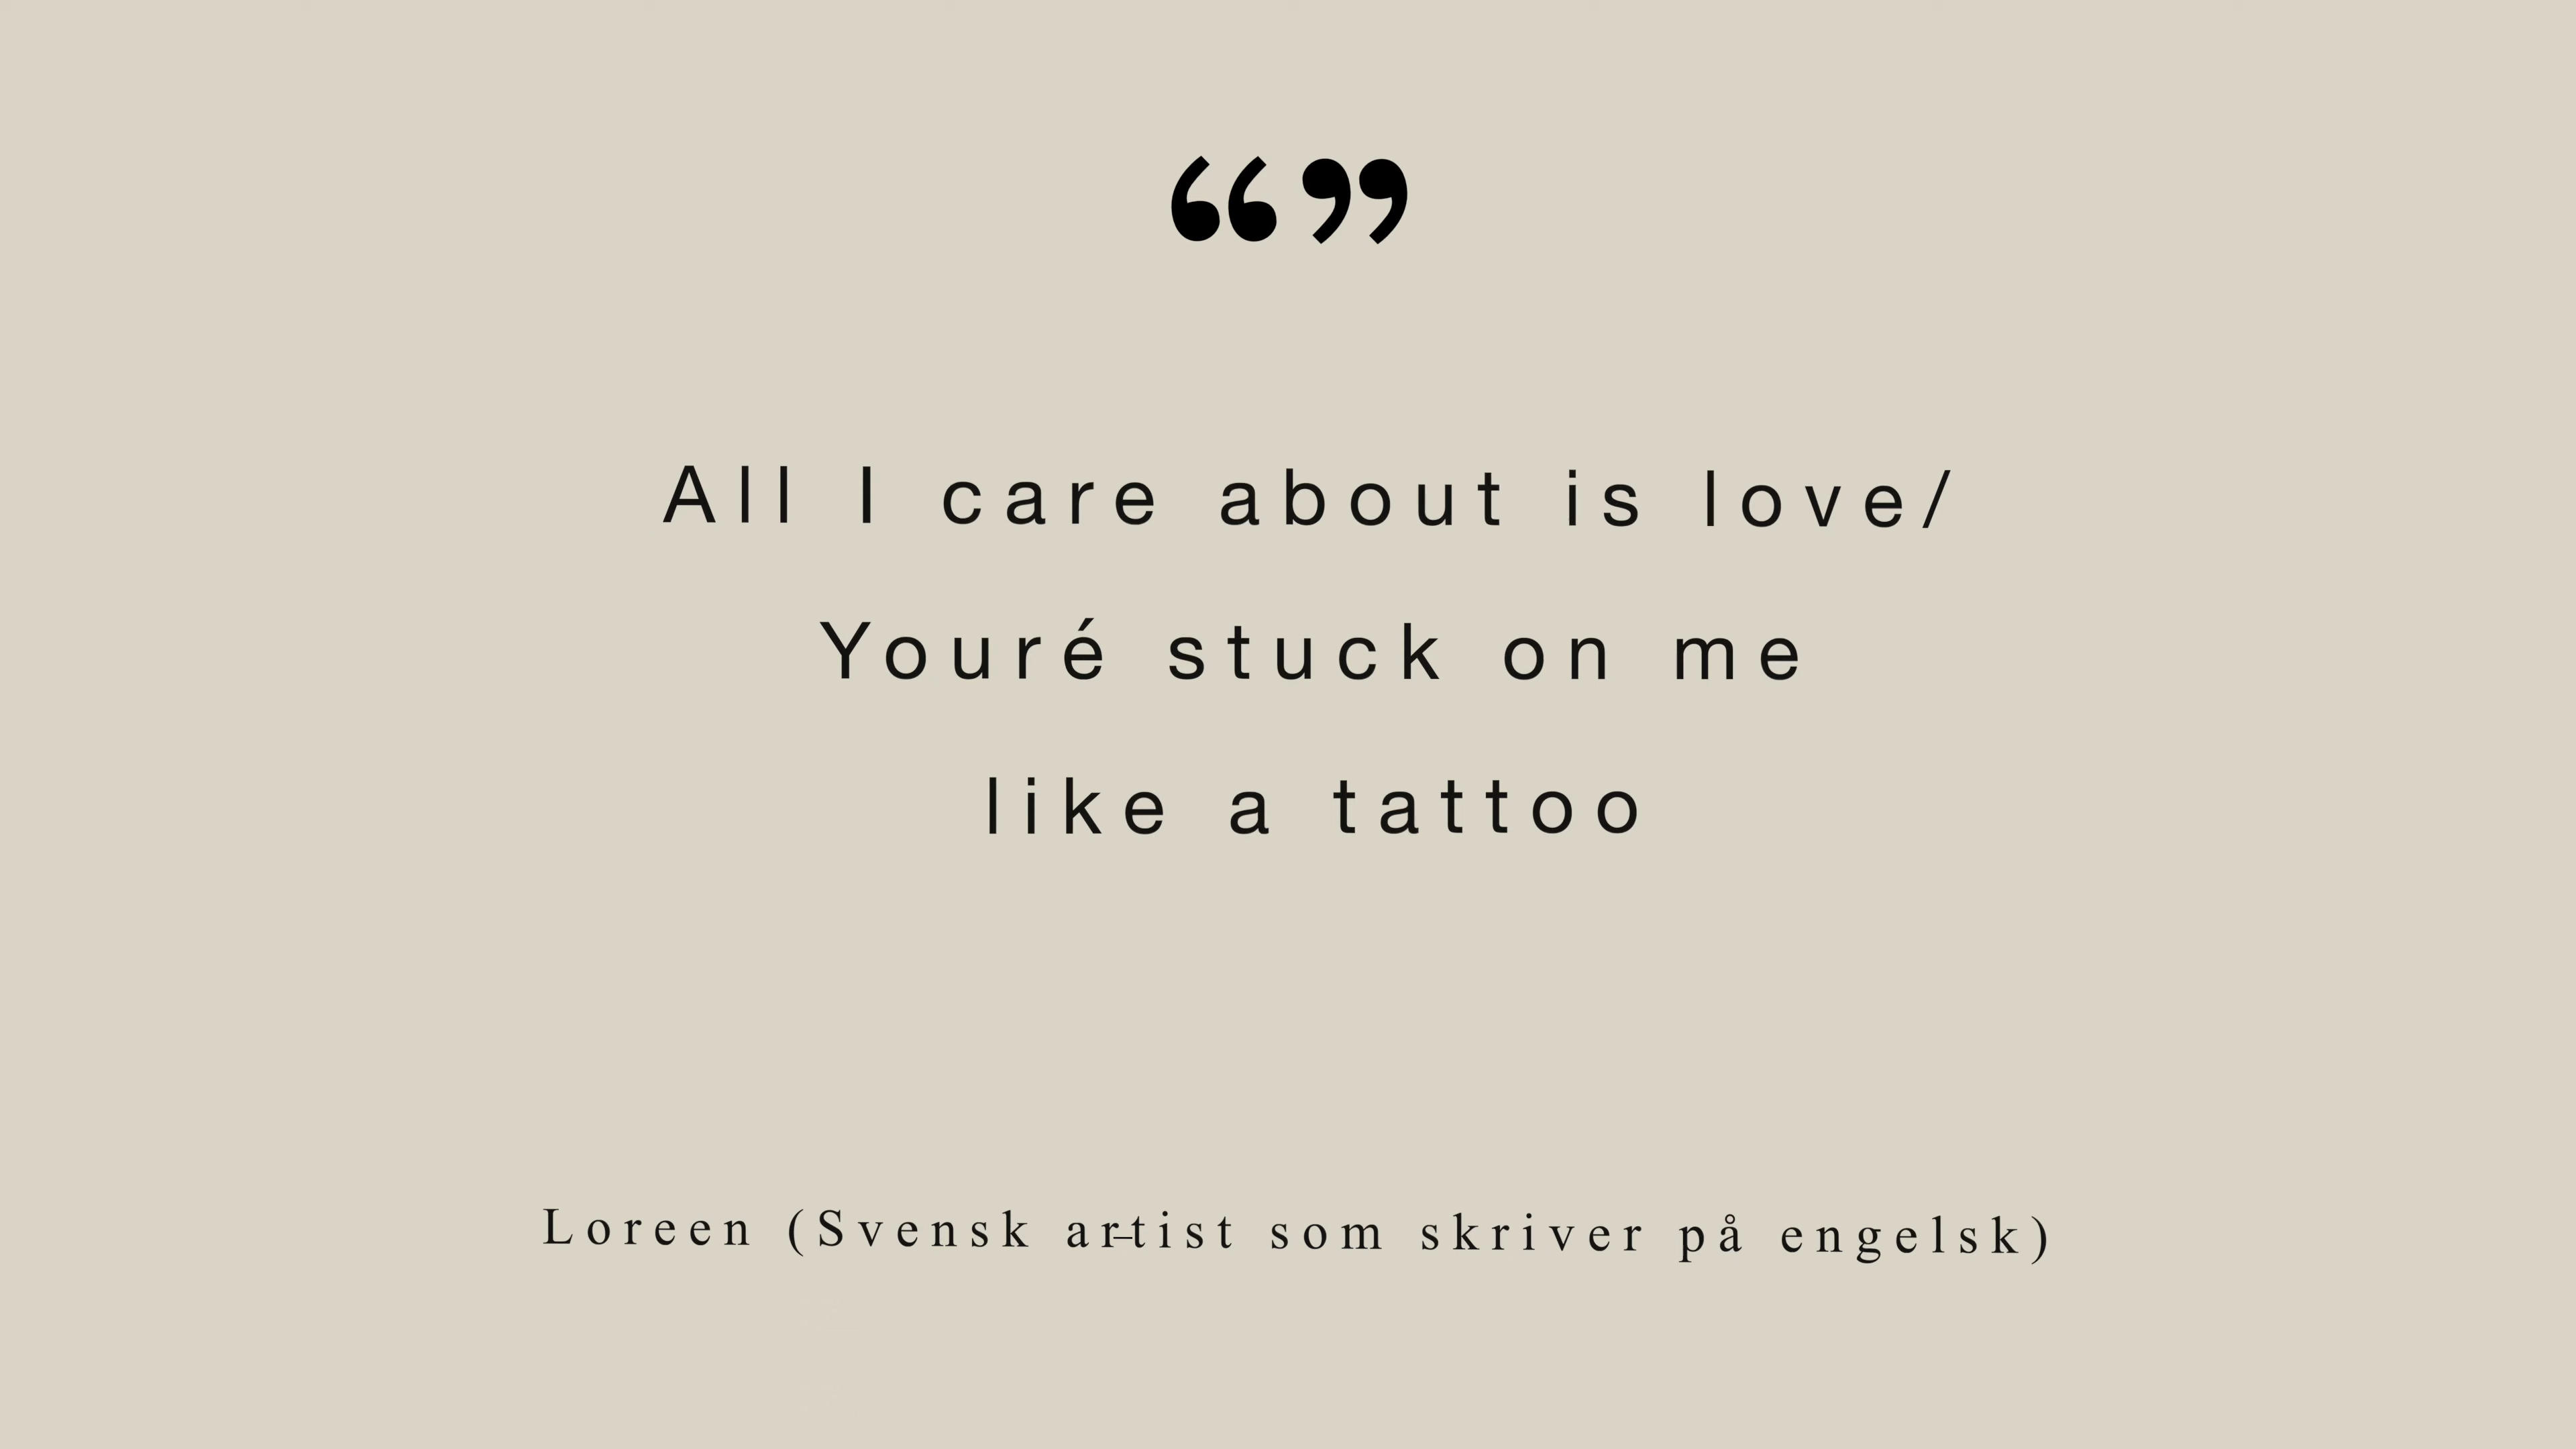 “ ”
All I care about is love/
Youré stuck on me
like a tattoo
Loreen (Svensk artist som skriver på engelsk)